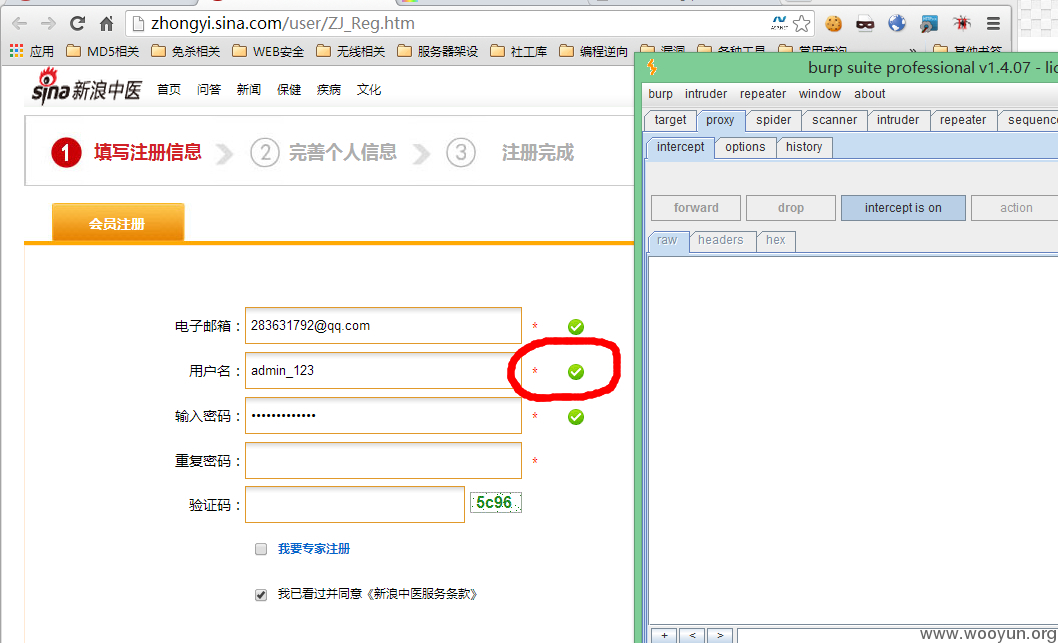 zhongyi.sina.com/user/ZJ_Reg.htm
应用 MD5相关 免杀相关 WEB安全 无线相关 服务器架设 社工库 编程逆向
sina新浪中医 首页 问答 新闻 保健 疾病 文化
1 填写注册信息 2 完善个人信息 3 注册完成
会员注册
电子邮箱： 283631792@qq.com *
用户名： admin_123 *
输入密码： ••••••••••••• *
重复密码： *
验证码： 5c96
我要专家注册
我已看过并同意《新浪中医服务条款》
burp suite professional v1.4.07 - lic
burp intruder repeater window about
target proxy spider scanner intruder repeater sequence
intercept options history
forward drop intercept is on action
raw headers hex
+ < >
www.wooyun.org